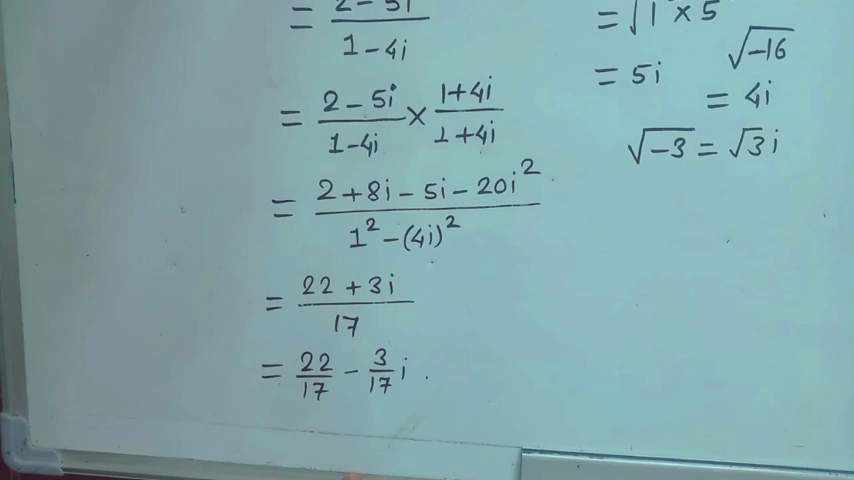 = 2-5i / 1-4i
= 2-5i / 1-4i × 1+4i / 1+4i
= 2+8i-5i-20i² / 1²-(4i)²
= 22+3i / 17
= 22/17 - 3/17 i.
= √1 × 5
√-16
= 5i
= 4i
√-3 = √3 i